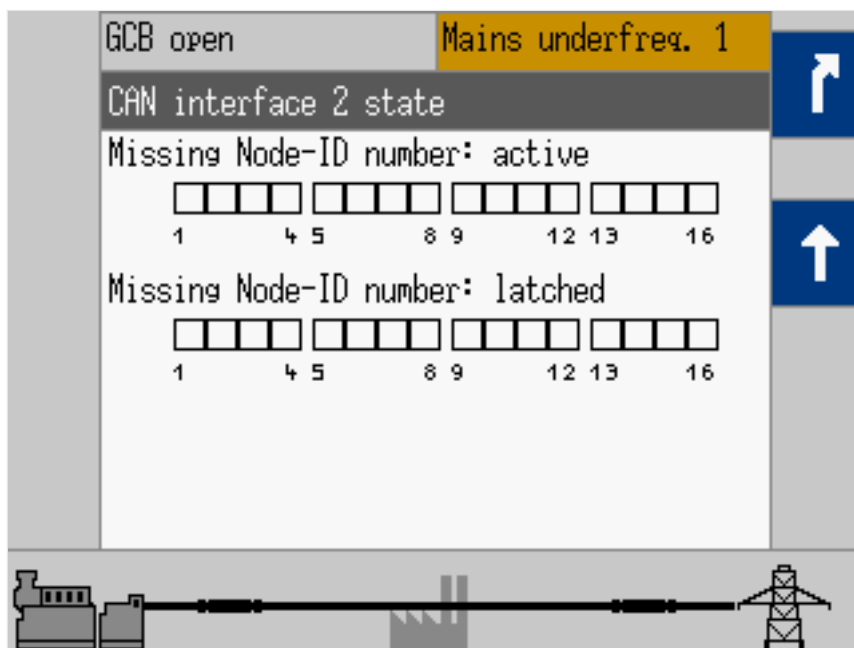 GCB open
Mains underfreq. 1
CAN interface 2 state
Missing Node-ID number: active
1 4 5 8 9 12 13 16
Missing Node-ID number: latched
1 4 5 8 9 12 13 16